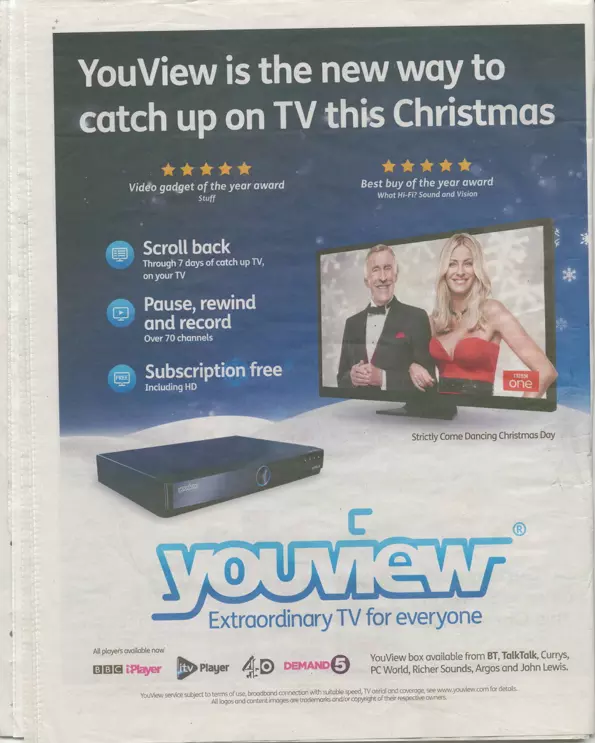 YouView is the new way to
catch up on TV this Christmas
Video gadget of the year award
Stuff
Best buy of the year award
What Hi-Fi? Sound and Vision
Scroll back
Through 7 days of catch up TV,
on your TV
Pause, rewind
and record
Over 70 channels
FREE
Subscription free
Including HD
BBC
one
Strictly Come Dancing Christmas Day
youview®
Extraordinary TV for everyone
All players available now
BBC iPlayer
itv Player
4oD
DEMAND 5
YouView box available from BT, TalkTalk, Currys,
PC World, Richer Sounds, Argos and John Lewis.
YouView service subject to terms of use, broadband connection with suitable speed, TV aerial and coverage, see www.youview.com for details.
All logos and content images are trademarks and/or copyright of their respective owners.